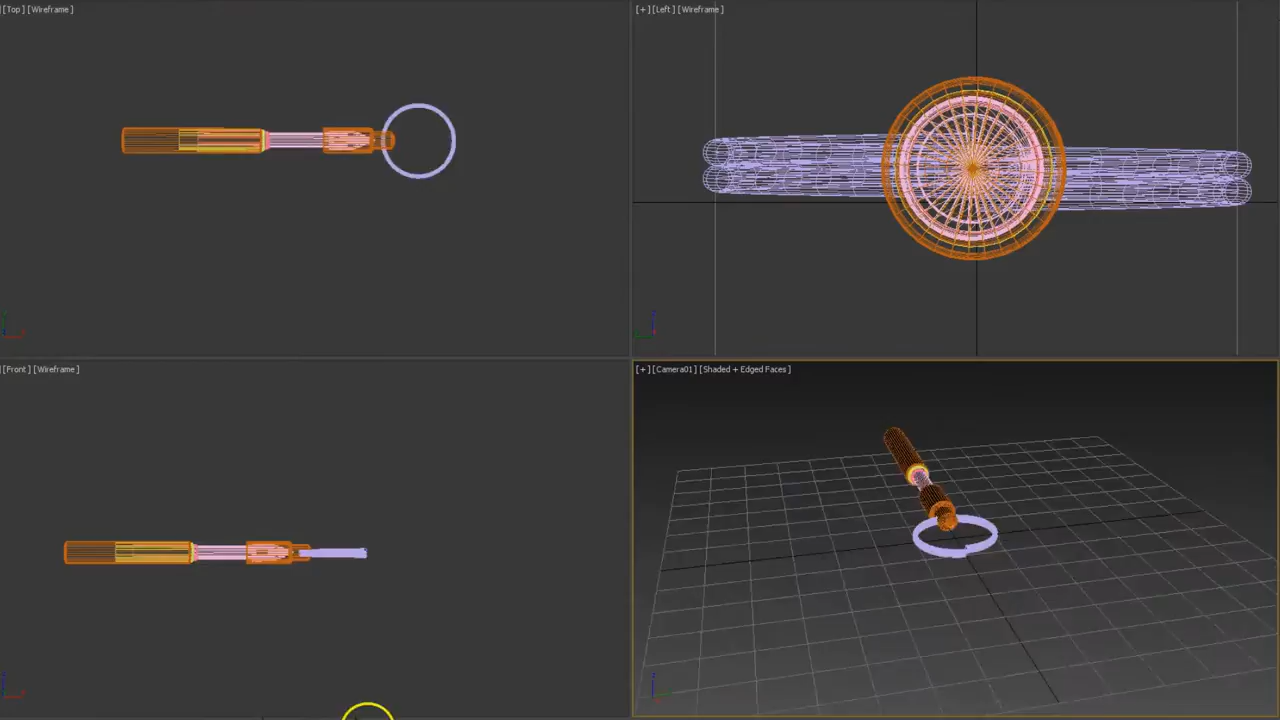 [Top] [Wireframe ]
[+] [Left] [Wireframe ]
[Front] [Wireframe ]
[+] [Camera01] [Shaded + Edged Faces ]